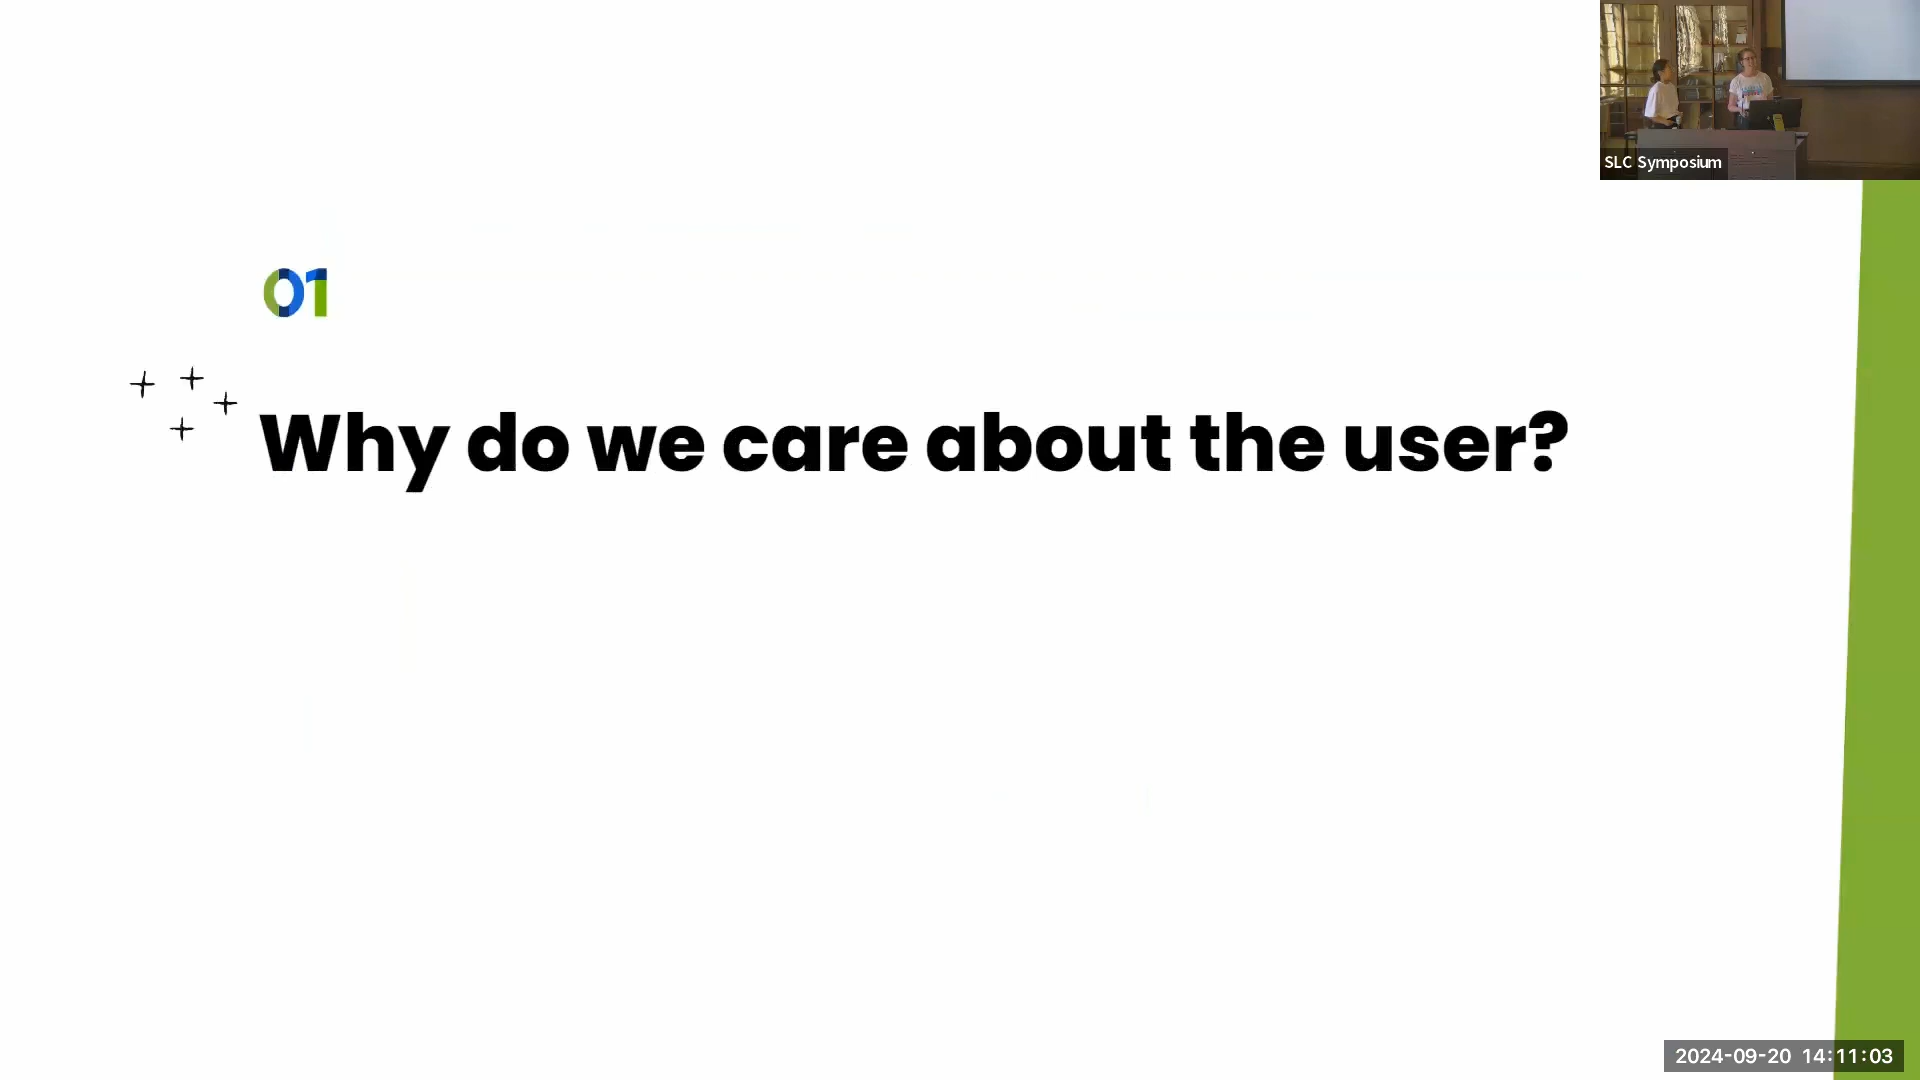 SLC Symposium
01
Why do we care about the user?
2024-09-20 14:11:03